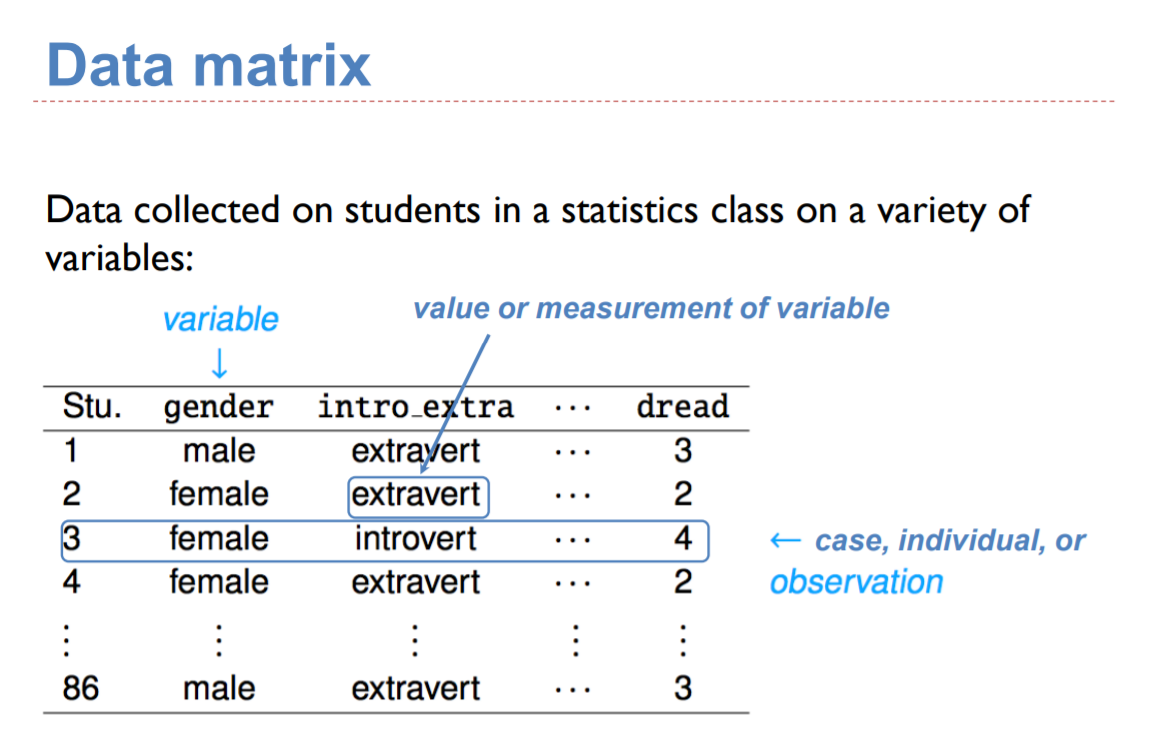 Data matrix
Data collected on students in a statistics class on a variety of
variables:
variable
value or measurement of variable
↓
Stu. gender intro_extra ··· dread
1 male extravert ··· 3
2 female extravert ··· 2
3 female introvert ··· 4
← case, individual, or
4 female extravert ··· 2
observation
⋮ ⋮ ⋮ ⋮ ⋮
86 male extravert ··· 3